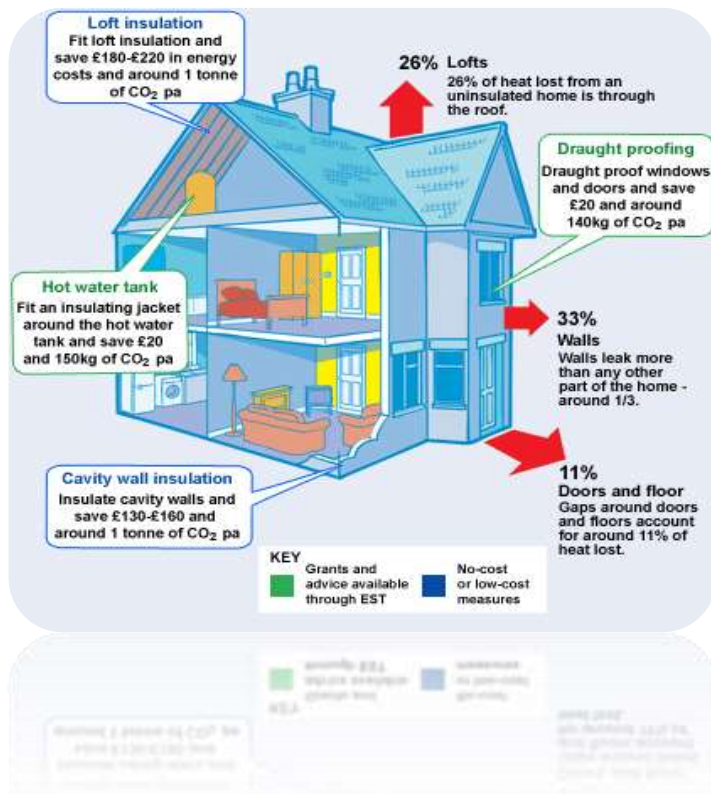 Loft insulation
Fit loft insulation and
save £180-£220 in energy
costs and around 1 tonne
of CO₂ pa
26% Lofts
26% of heat lost from an
uninsulated home is through
the roof.
Draught proofing
Draught proof windows
and doors and save
£20 and around
140kg of CO₂ pa
Hot water tank
Fit an insulating jacket
around the hot water
tank and save £20
and 150kg of CO₂ pa
33%
Walls
Walls leak more
than any other
part of the home -
around 1/3.
11%
Doors and floor
Gaps around doors
and floors account
for around 11% of
heat lost.
Cavity wall insulation
Insulate cavity walls and
save £130-£160 and
around 1 tonne of CO₂ pa
KEY
Grants and
advice available
through EST
No-cost
or low-cost
measures